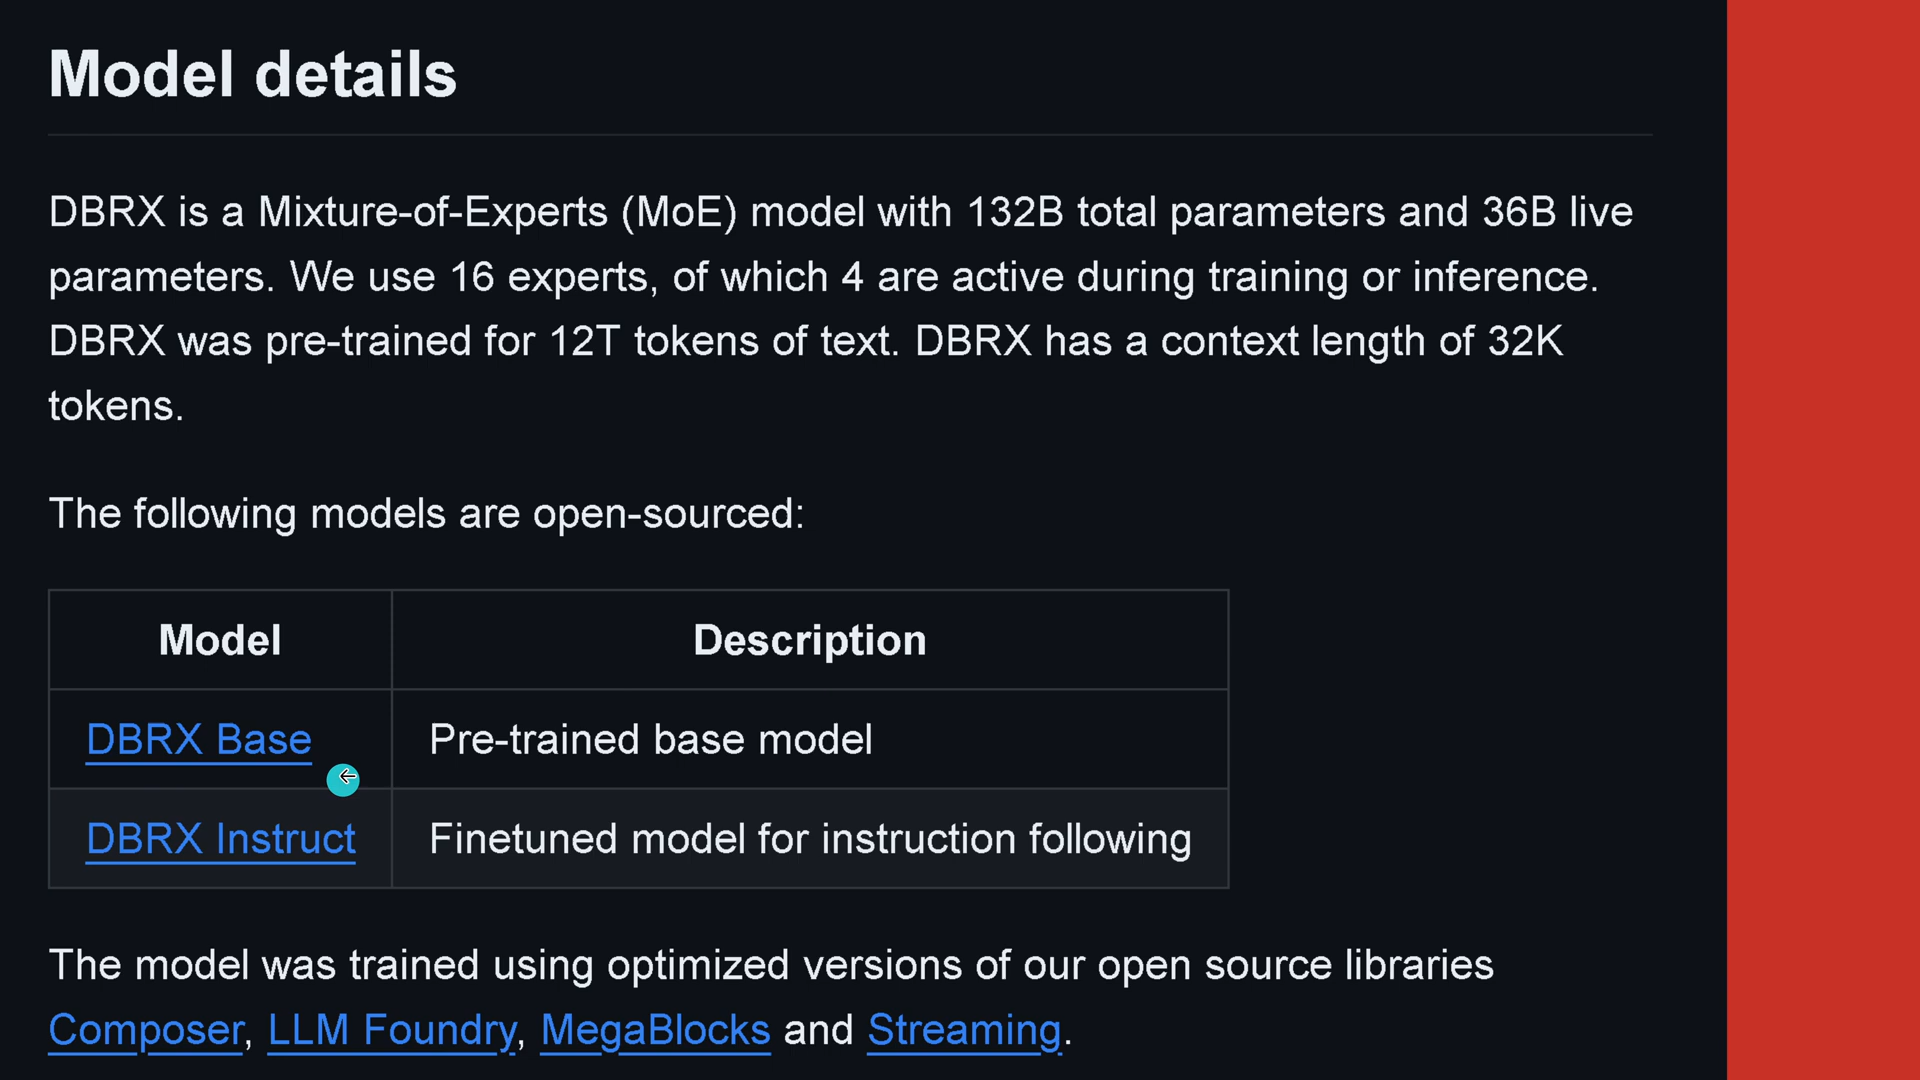 Model details
DBRX is a Mixture-of-Experts (MoE) model with 132B total parameters and 36B live
parameters. We use 16 experts, of which 4 are active during training or inference.
DBRX was pre-trained for 12T tokens of text. DBRX has a context length of 32K
tokens.
The following models are open-sourced:
Model Description
DBRX Base Pre-trained base model
DBRX Instruct Finetuned model for instruction following
The model was trained using optimized versions of our open source libraries
Composer, LLM Foundry, MegaBlocks and Streaming.